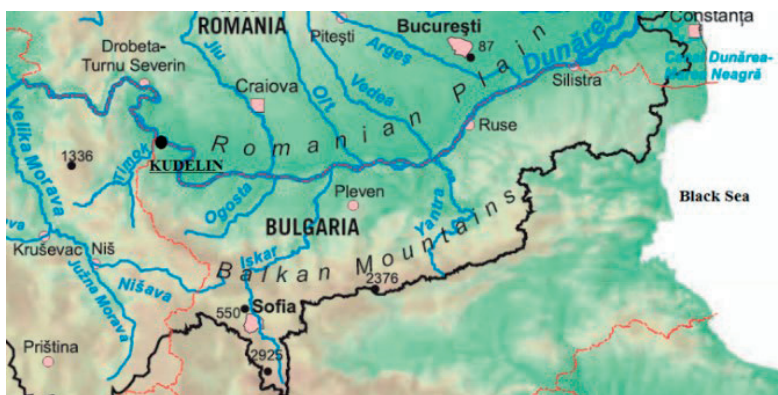 ROMANIA
București
Constanța
Pitești
Drobeta-
Turnu Severin
Jiu
Argeș
87
Dunărea
Canal Dunărea-
Marea Neagră
Craiova
Olt
Vedea
Silistra
Romanian Plain
Ruse
Velika Morava
1336
Timok
KUDELIN
Ogosta
Pleven
Yantra
Black Sea
BULGARIA
Kruševac
Niš
Iskar
Balkan Mountains
Nišava
Južna Morava
2376
550
Sofia
Priština
2925